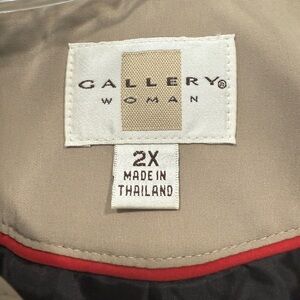 GALLERY®
WOMAN
2X
MADE IN
THAILAND